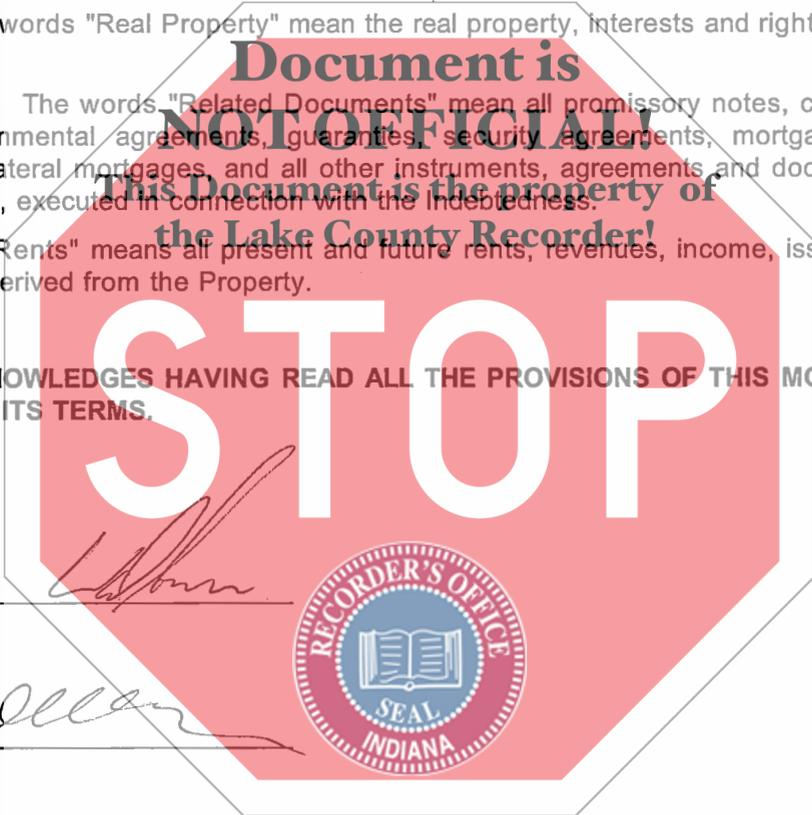 words "Real Property" mean the real property, interests and right
Document is
The words "Related Documents" mean all promissory notes, c
NOT OFFICIAL!
nmental agreements, guaranties, security agreements, mortga
ateral mortgages, and all other instruments, agreements and doc
This Document is the property of
, executed in connection with the Indebtedness.
the Lake County Recorder!
Rents" means all present and future rents, revenues, income, iss
erived from the Property.
STOP
OWLEDGES HAVING READ ALL THE PROVISIONS OF THIS MO
ITS TERMS.
RECORDER'S OFFICE
SEAL
INDIANA